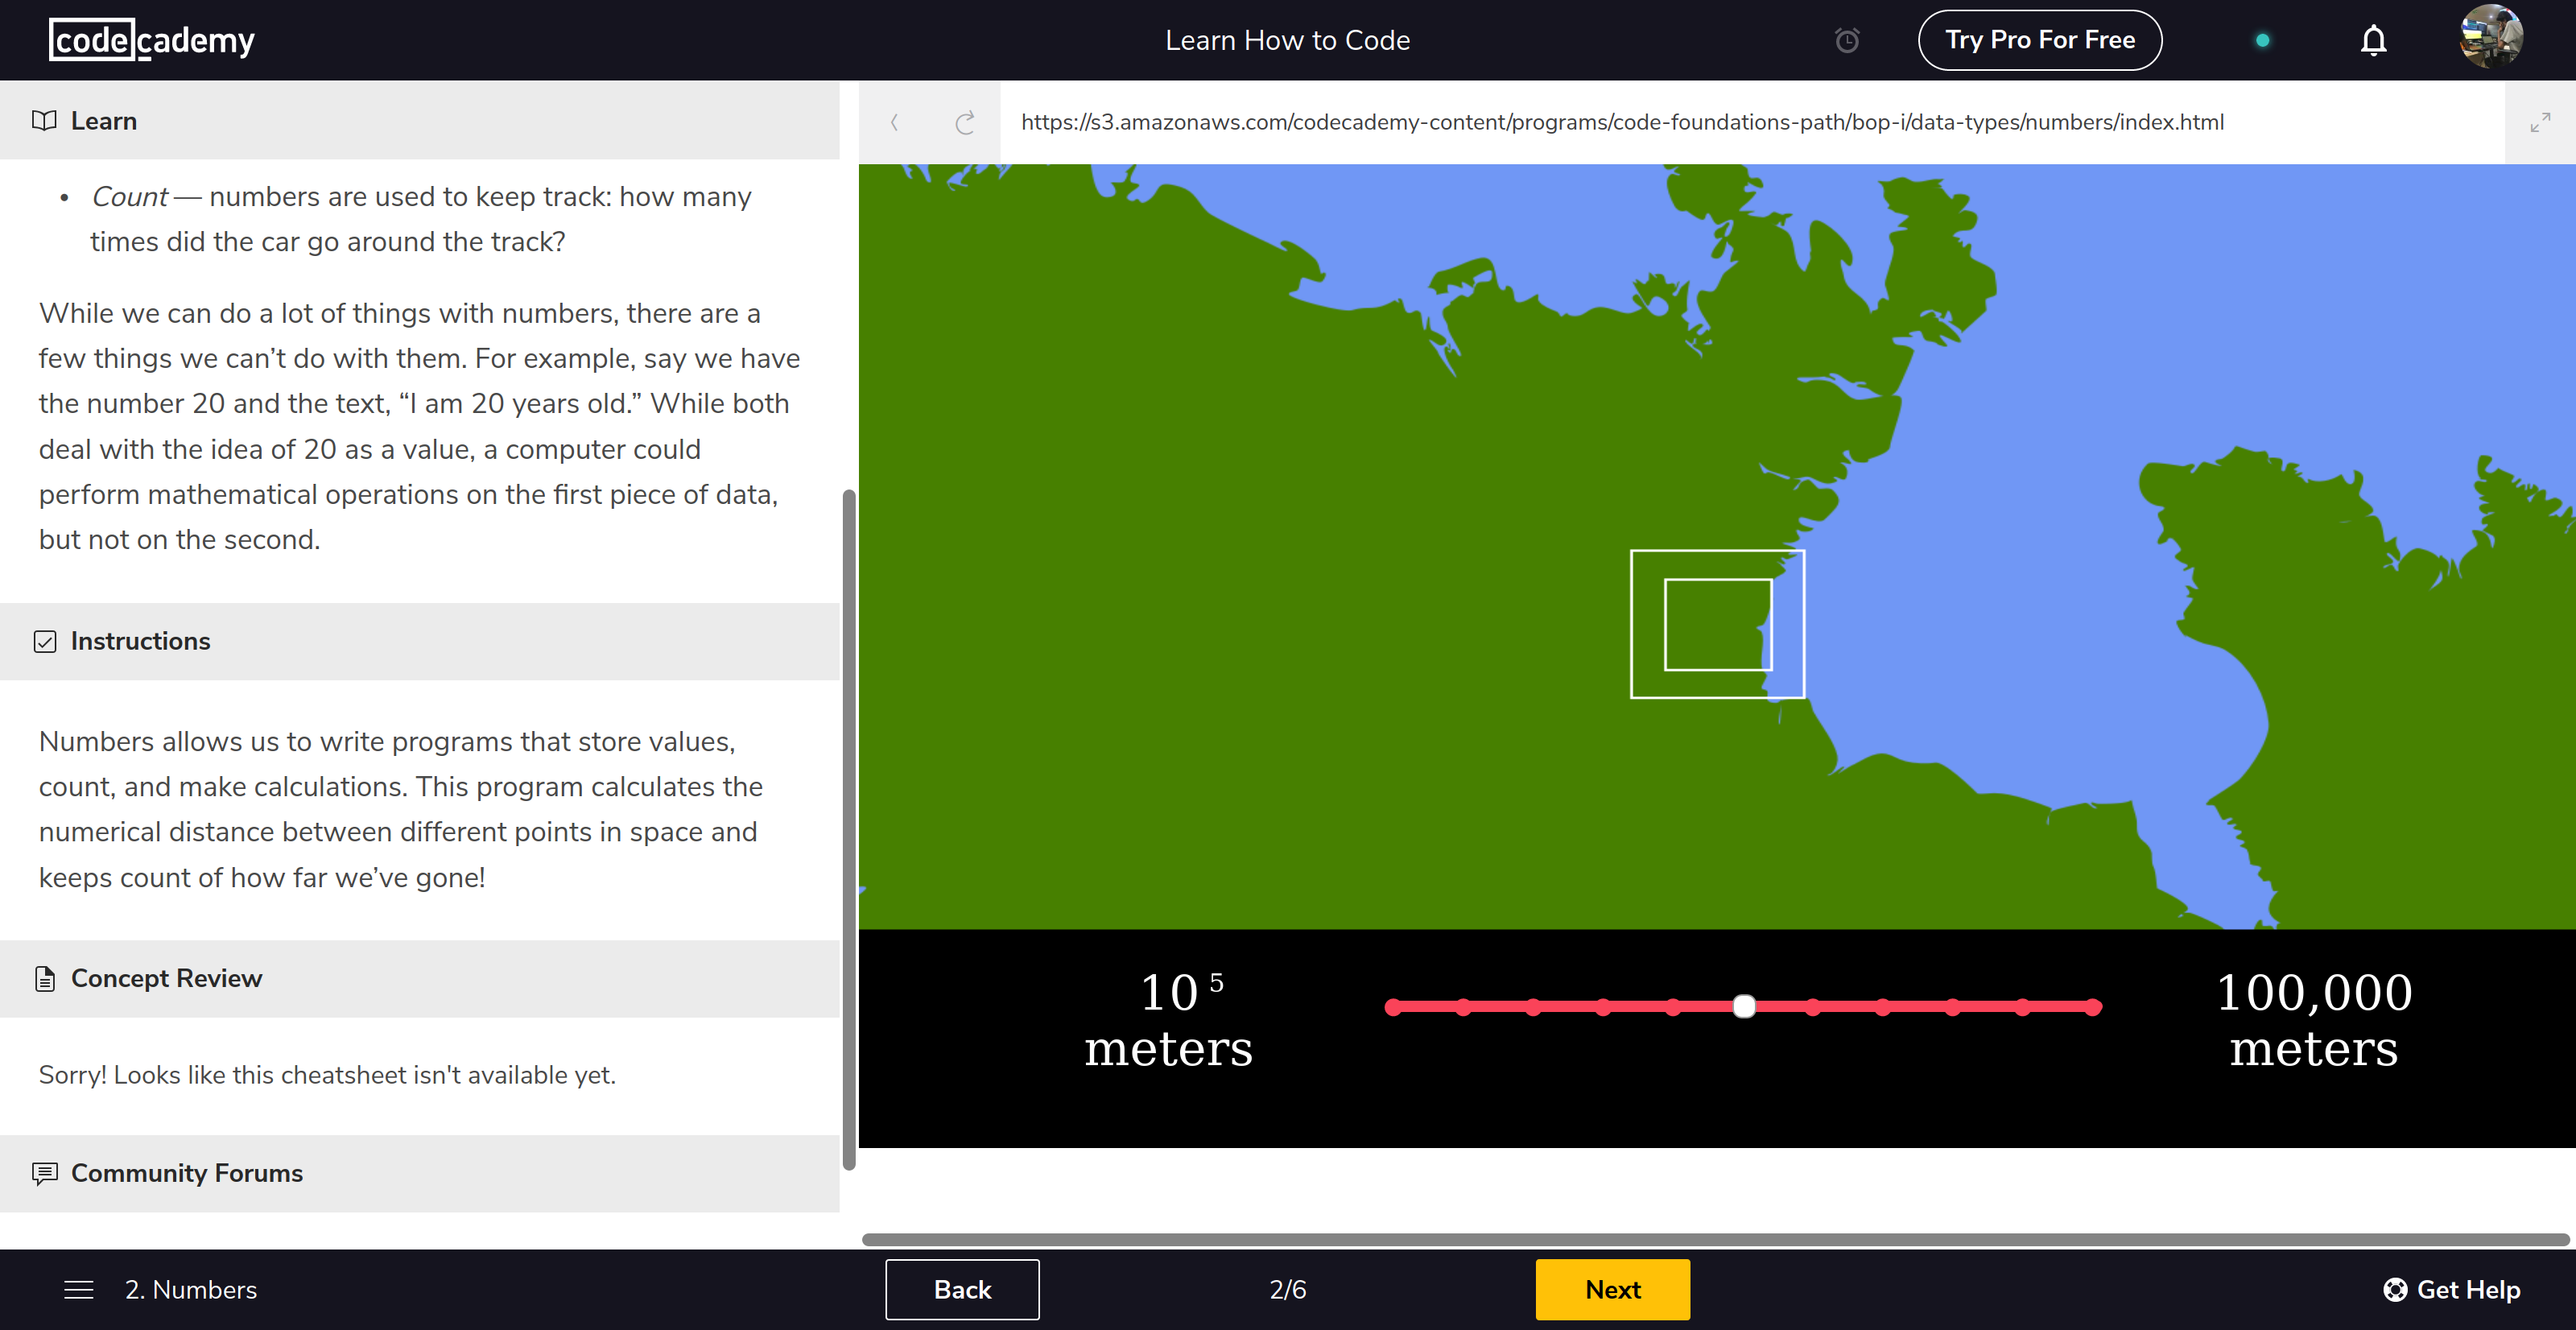 codecademy
Learn How to Code
Try Pro For Free
Learn
https://s3.amazonaws.com/codecademy-content/programs/code-foundations-path/bop-i/data-types/numbers/index.html
• Count — numbers are used to keep track: how many
times did the car go around the track?
While we can do a lot of things with numbers, there are a
few things we can’t do with them. For example, say we have
the number 20 and the text, “I am 20 years old.” While both
deal with the idea of 20 as a value, a computer could
perform mathematical operations on the first piece of data,
but not on the second.
Instructions
Numbers allows us to write programs that store values,
count, and make calculations. This program calculates the
numerical distance between different points in space and
keeps count of how far we’ve gone!
Concept Review
Sorry! Looks like this cheatsheet isn't available yet.
Community Forums
10⁵
meters
100,000
meters
2. Numbers
Back
2/6
Next
Get Help